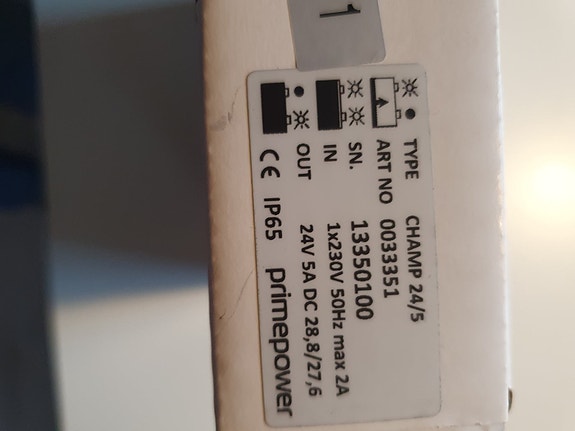 1
TYPE CHAMP 24/5
ART NO 0033351
SN. 13350100
IN 1x230V 50Hz max 2A
OUT 24V 5A DC 28,8/27,6
CE IP65 primepower